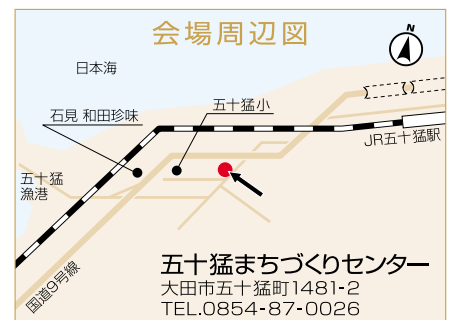 会場周辺図
N
日本海
五十猛小
石見 和田珍味
JR五十猛駅
五十猛
漁港
国道9号線
五十猛まちづくりセンター
大田市五十猛町1481-2
TEL.0854-87-0026